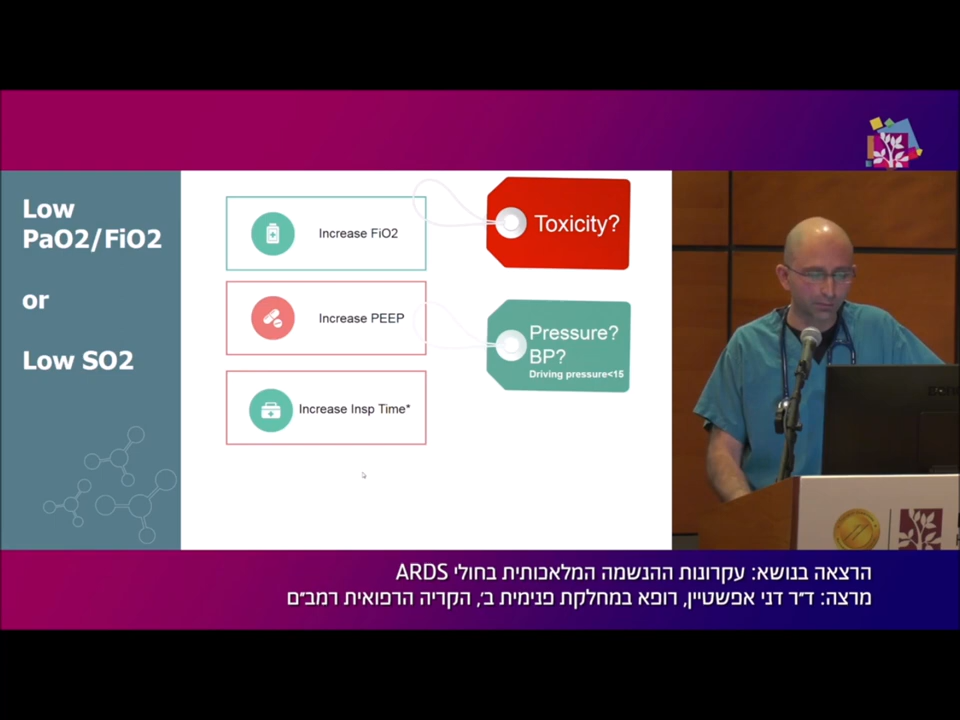 Low
PaO2/FiO2
or
Low SO2
Increase FiO2
Toxicity?
Increase PEEP
Pressure?
BP?
Driving pressure<15
Increase Insp Time*
הרצאה בנושא: עקרונות ההנשמה המלאכותית בחולי ARDS
מרצה: ד״ר דני אפשטיין, רופא במחלקת פנימית ב׳, הקריה הרפואית רמב״ם